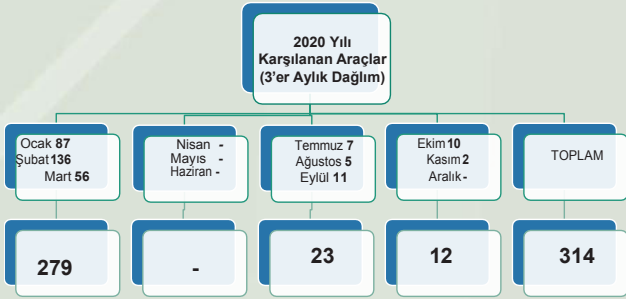 2020 Yılı
Karşılanan Araçlar
(3'er Aylık Dağlım)
Ocak 87
Şubat 136
Mart 56
Nisan -
Mayıs -
Haziran -
Temmuz 7
Ağustos 5
Eylül 11
Ekim 10
Kasım 2
Aralık -
TOPLAM
279
-
23
12
314